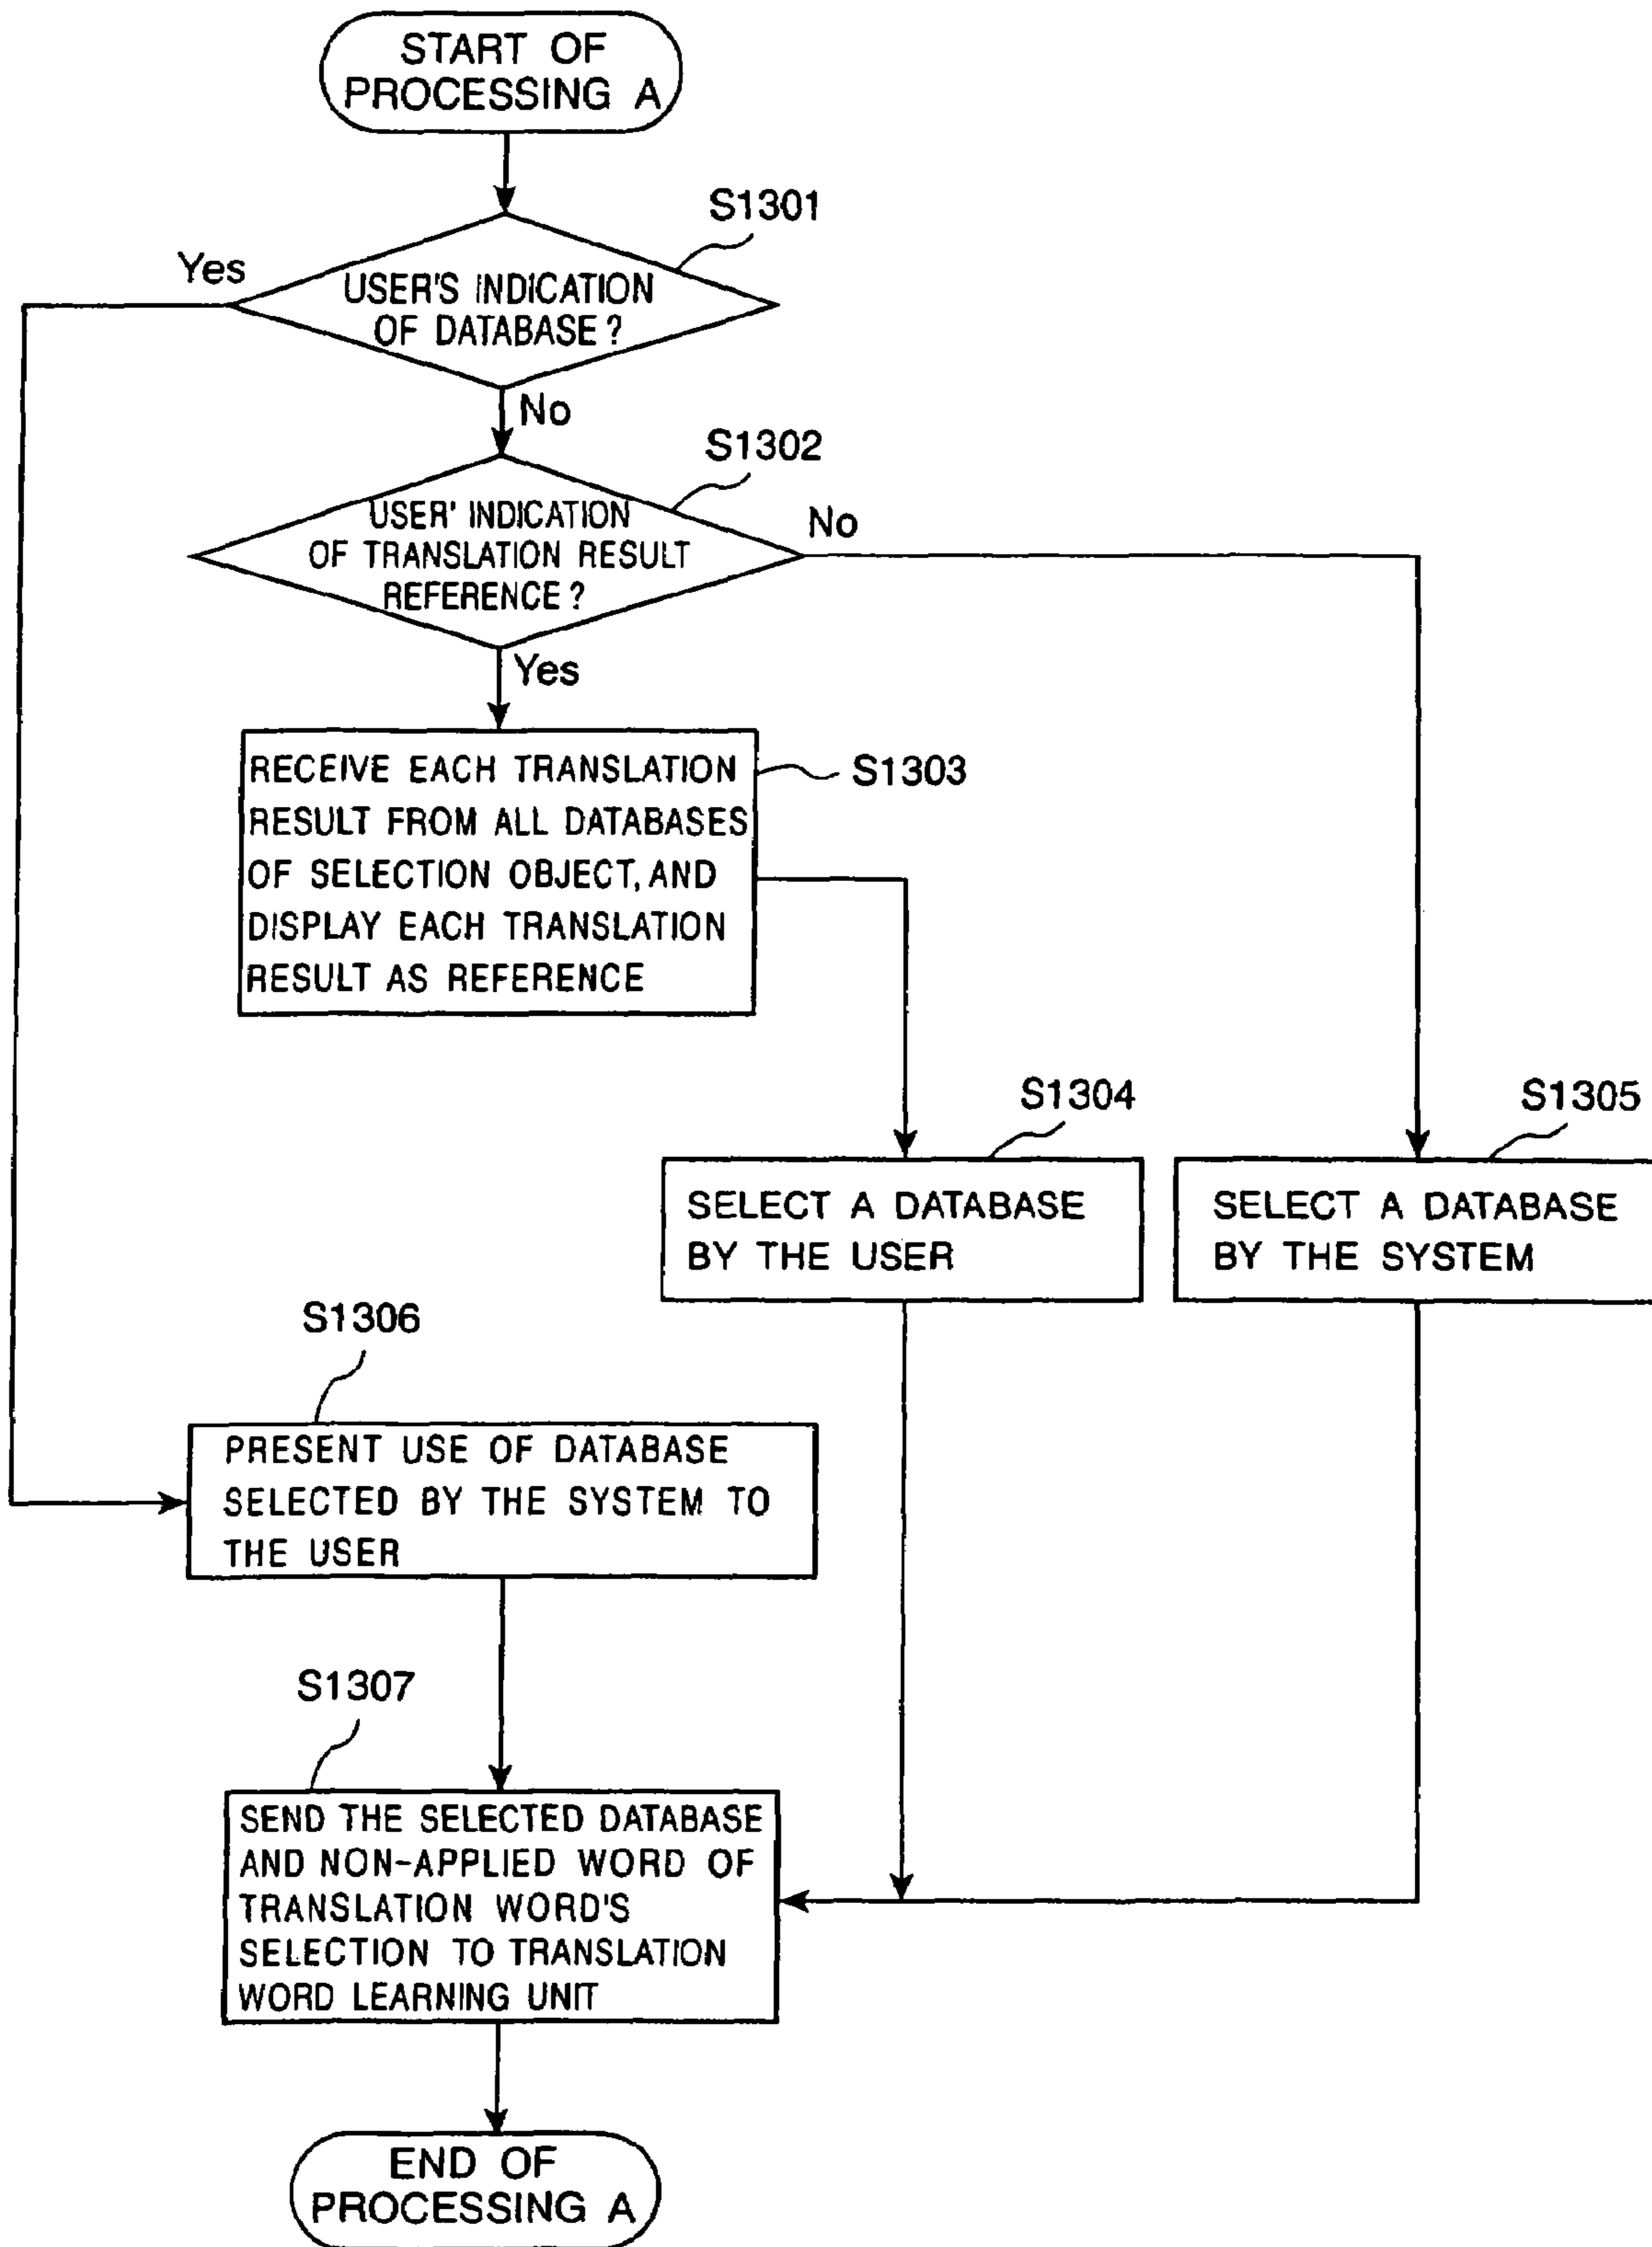 START OF
PROCESSING A
S1301
Yes
USER'S INDICATION
OF DATABASE?
No
S1302
USER' INDICATION
OF TRANSLATION RESULT
REFERENCE?
No
Yes
RECEIVE EACH TRANSLATION
RESULT FROM ALL DATABASES
OF SELECTION OBJECT, AND
DISPLAY EACH TRANSLATION
RESULT AS REFERENCE
S1303
S1304
SELECT A DATABASE
BY THE USER
S1305
SELECT A DATABASE
BY THE SYSTEM
S1306
PRESENT USE OF DATABASE
SELECTED BY THE SYSTEM TO
THE USER
S1307
SEND THE SELECTED DATABASE
AND NON-APPLIED WORD OF
TRANSLATION WORD'S
SELECTION TO TRANSLATION
WORD LEARNING UNIT
END OF
PROCESSING A